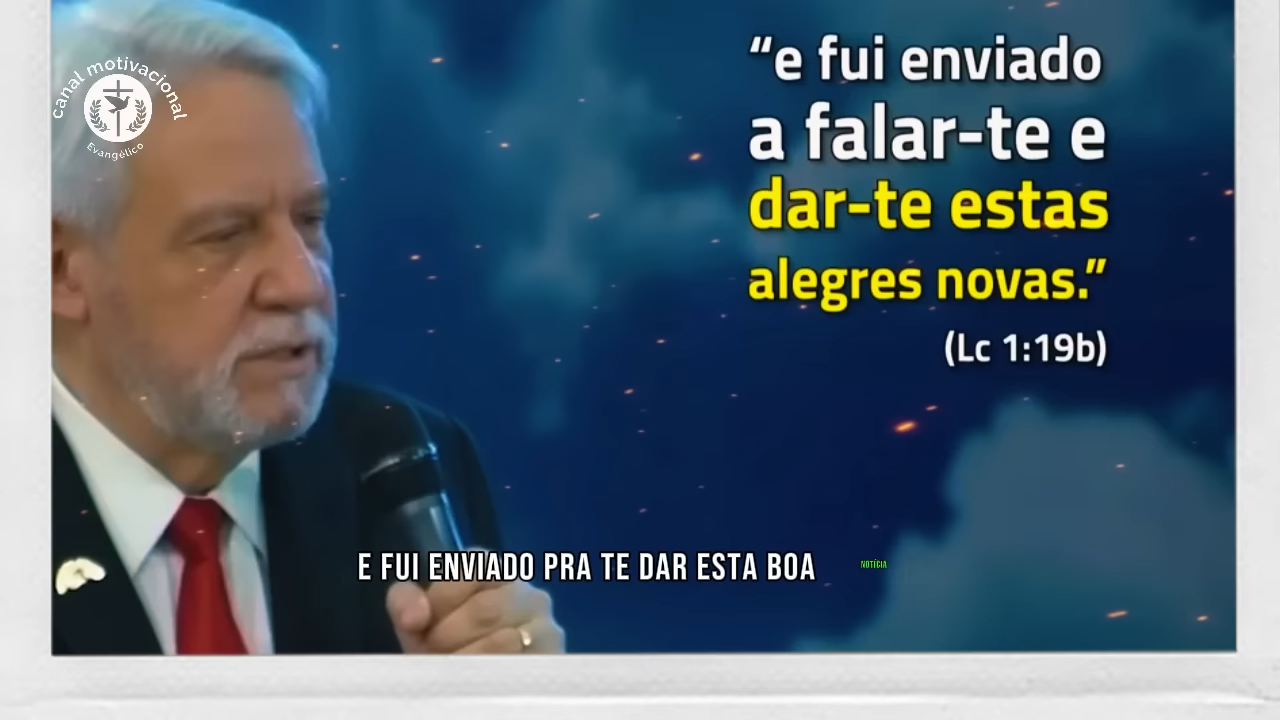 canal motivacional
Evangélico
“e fui enviado
a falar-te e
dar-te estas
alegres novas.”
(Lc 1:19b)
E FUI ENVIADO PRA TE DAR ESTA BOA NOTÍCIA